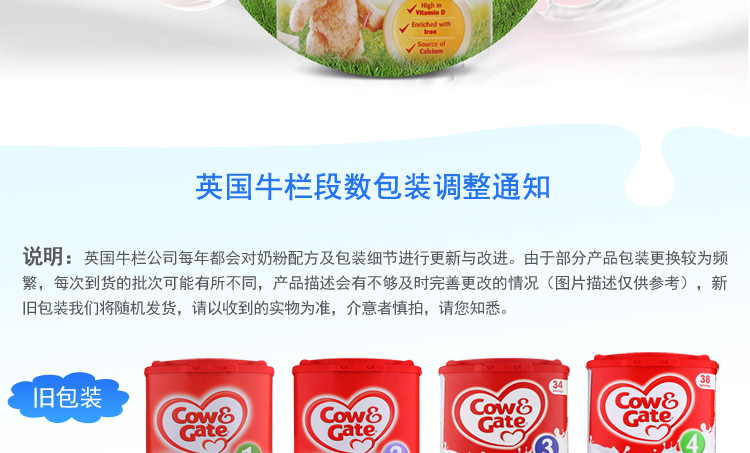 High in
Vitamin D
Enriched with
Iron
Source of
Calcium
英国牛栏段数包装调整通知
说明：英国牛栏公司每年都会对奶粉配方及包装细节进行更新与改进。由于部分产品包装更换较为频
繁，每次到货的批次可能有所不同，产品描述会有不够及时完善更改的情况（图片描述仅供参考），新
旧包装我们将随机发货，请以收到的实物为准，介意者慎拍，请您知悉。
旧包装
Cow&
Gate
1
Cow&
Gate
2
34
Cow&
Gate
3
38
Cow&
Gate
4